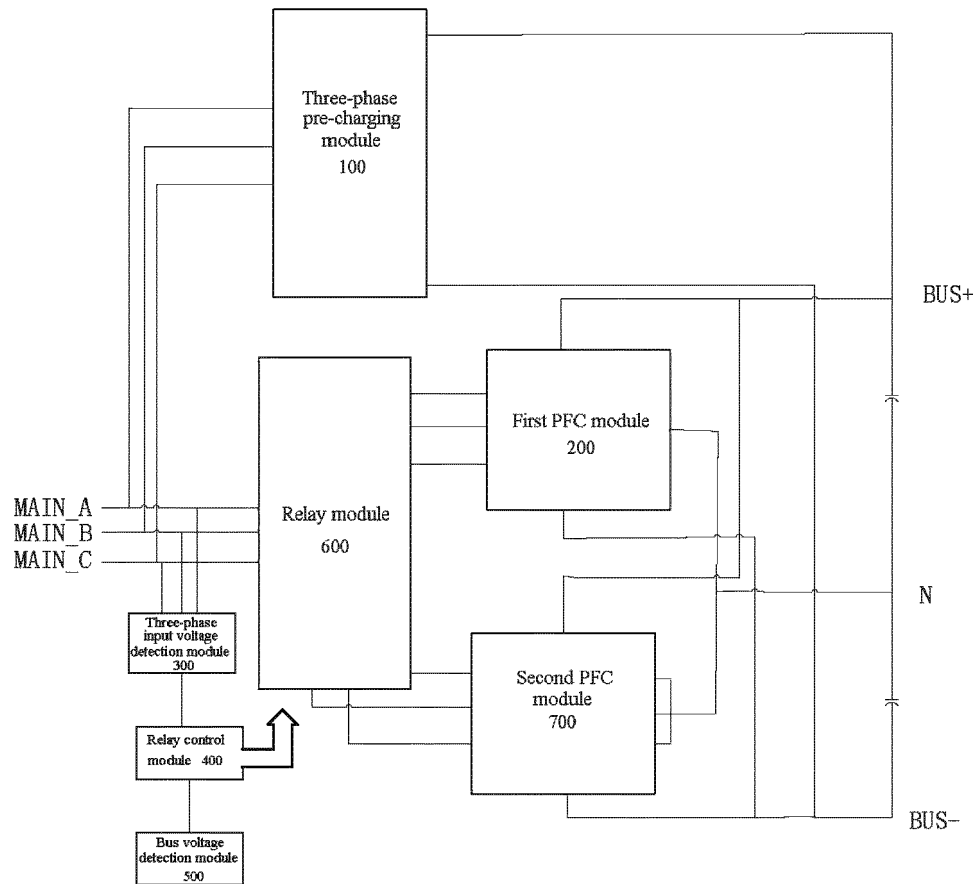 Three-phase
pre-charging
module
100
BUS+
First PFC module
200
MAIN_A
MAIN_B
MAIN_C
Relay module
600
N
Three-phase
input voltage
detection module
300
Second PFC
module
700
Relay control
module 400
BUS-
Bus voltage
detection module
500